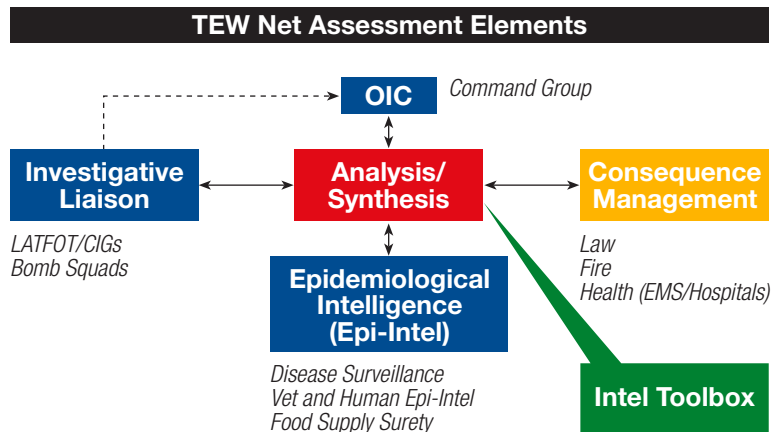 TEW Net Assessment Elements
OIC
Command Group
Investigative
Liaison
LATFOT/CIGs
Bomb Squads
Analysis/
Synthesis
Consequence
Management
Law
Fire
Health (EMS/Hospitals)
Epidemiological
Intelligence
(Epi-Intel)
Disease Surveillance
Vet and Human Epi-Intel
Food Supply Surety
Intel Toolbox